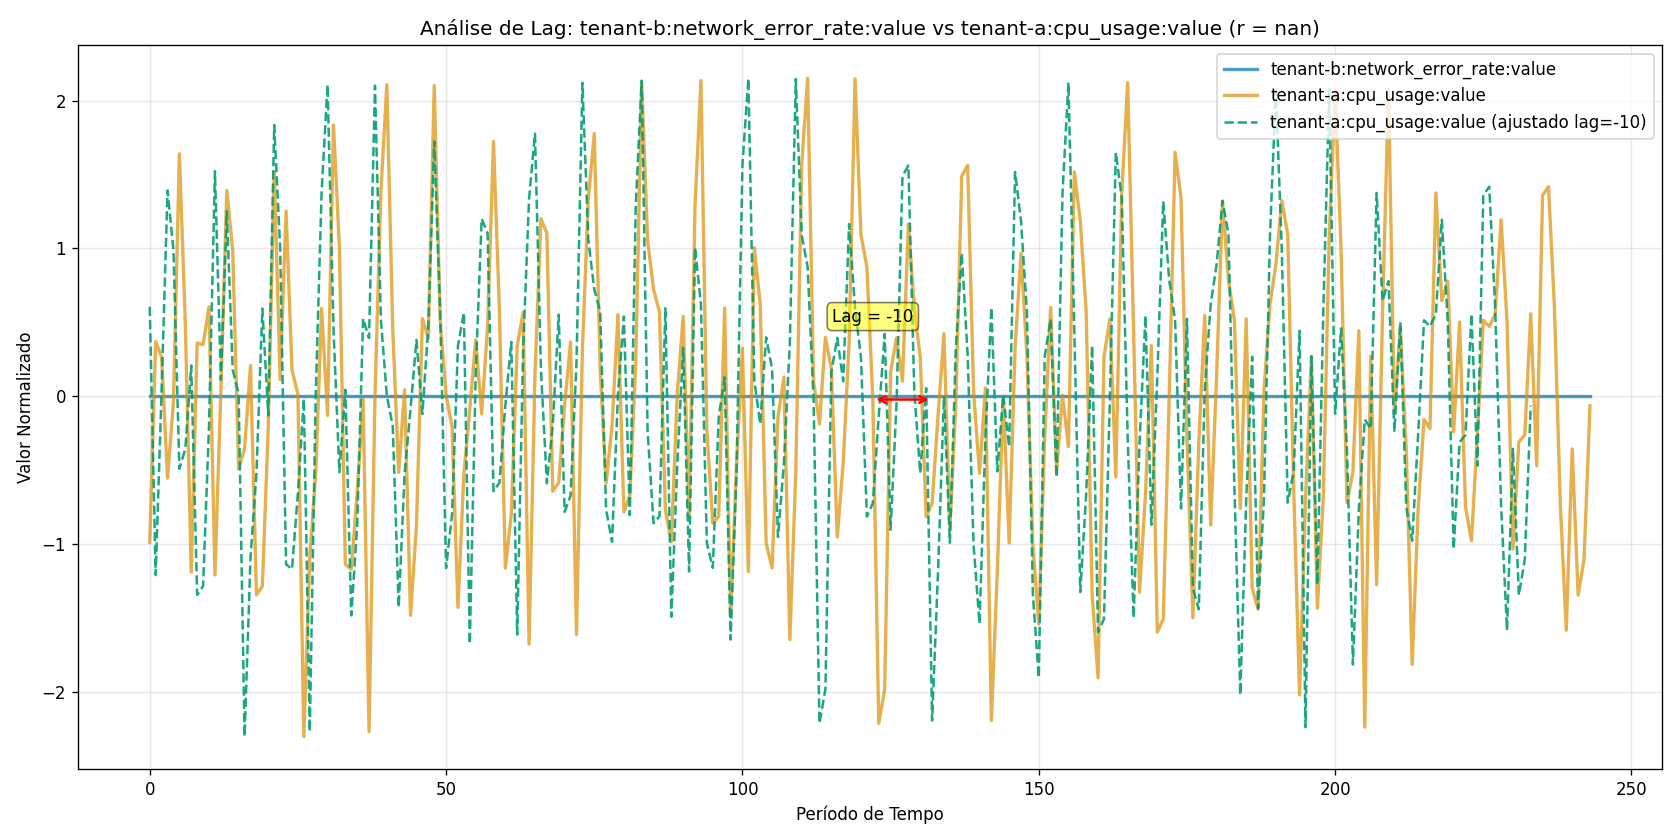 Análise de Lag: tenant-b:network_error_rate:value vs tenant-a:cpu_usage:value (r = nan)
tenant-b:network_error_rate:value
tenant-a:cpu_usage:value
tenant-a:cpu_usage:value (ajustado lag=-10)
Valor Normalizado
2
1
0
−1
−2
Lag = -10
0
50
100
150
200
250
Período de Tempo